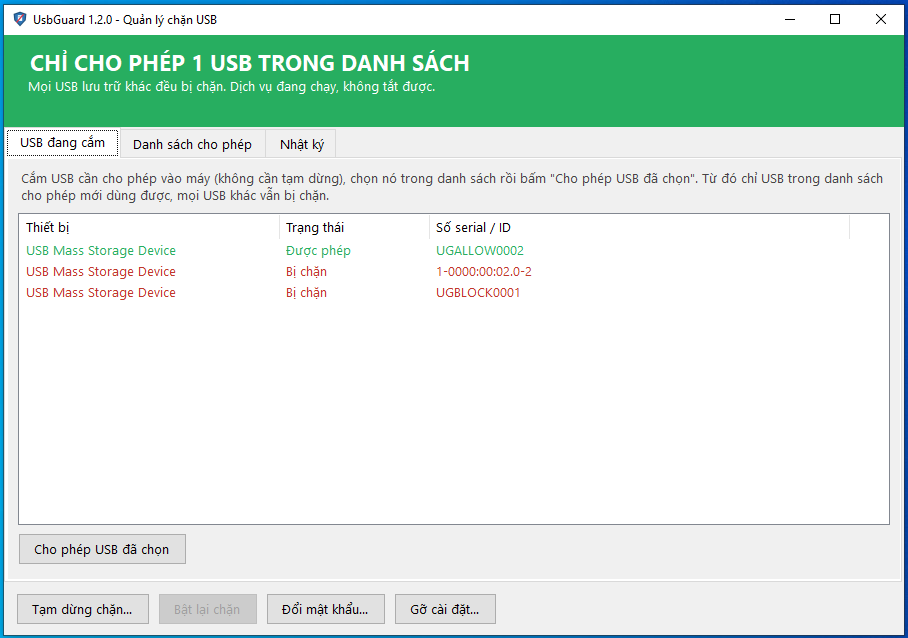 UsbGuard 1.2.0 - Quản lý chặn USB
CHỈ CHO PHÉP 1 USB TRONG DANH SÁCH
Mọi USB lưu trữ khác đều bị chặn. Dịch vụ đang chạy, không tắt được.
USB đang cắm Danh sách cho phép Nhật ký
Cắm USB cần cho phép vào máy (không cần tạm dừng), chọn nó trong danh sách rồi bấm "Cho phép USB đã chọn". Từ đó chỉ USB trong danh sách
cho phép mới dùng được, mọi USB khác vẫn bị chặn.
Thiết bị Trạng thái Số serial / ID
USB Mass Storage Device Được phép UGALLOW0002
USB Mass Storage Device Bị chặn 1-0000:00:02.0-2
USB Mass Storage Device Bị chặn UGBLOCK0001
Cho phép USB đã chọn
Tạm dừng chặn... Bật lại chặn Đổi mật khẩu... Gỡ cài đặt...